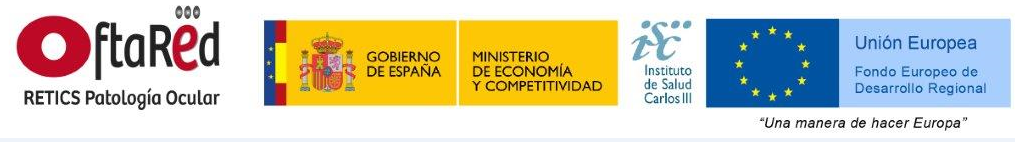 OftaRed
RETICS Patología Ocular
GOBIERNO
DE ESPAÑA
MINISTERIO
DE ECONOMÍA
Y COMPETITIVIDAD
isc
Instituto
de Salud
Carlos III
Unión Europea
Fondo Europeo de
Desarrollo Regional
“Una manera de hacer Europa”